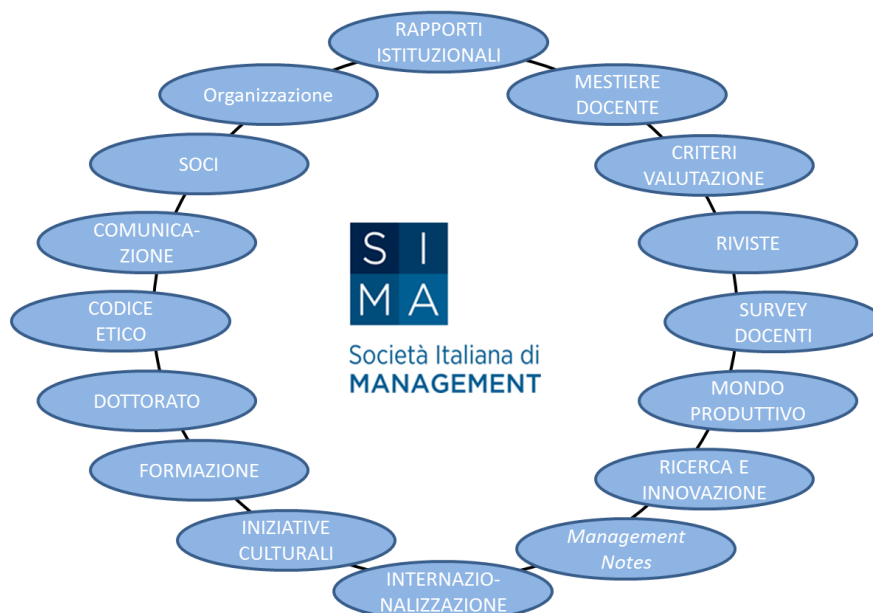 RAPPORTI
ISTITUZIONALI
MESTIERE
DOCENTE
CRITERI
VALUTAZIONE
RIVISTE
SURVEY
DOCENTI
MONDO
PRODUTTIVO
RICERCA E
INNOVAZIONE
Management
Notes
INTERNAZIO-
NALIZZAZIONE
INIZIATIVE
CULTURALI
FORMAZIONE
DOTTORATO
CODICE
ETICO
COMUNICA-
ZIONE
SOCI
Organizzazione
S I
M A
Società Italiana di
MANAGEMENT